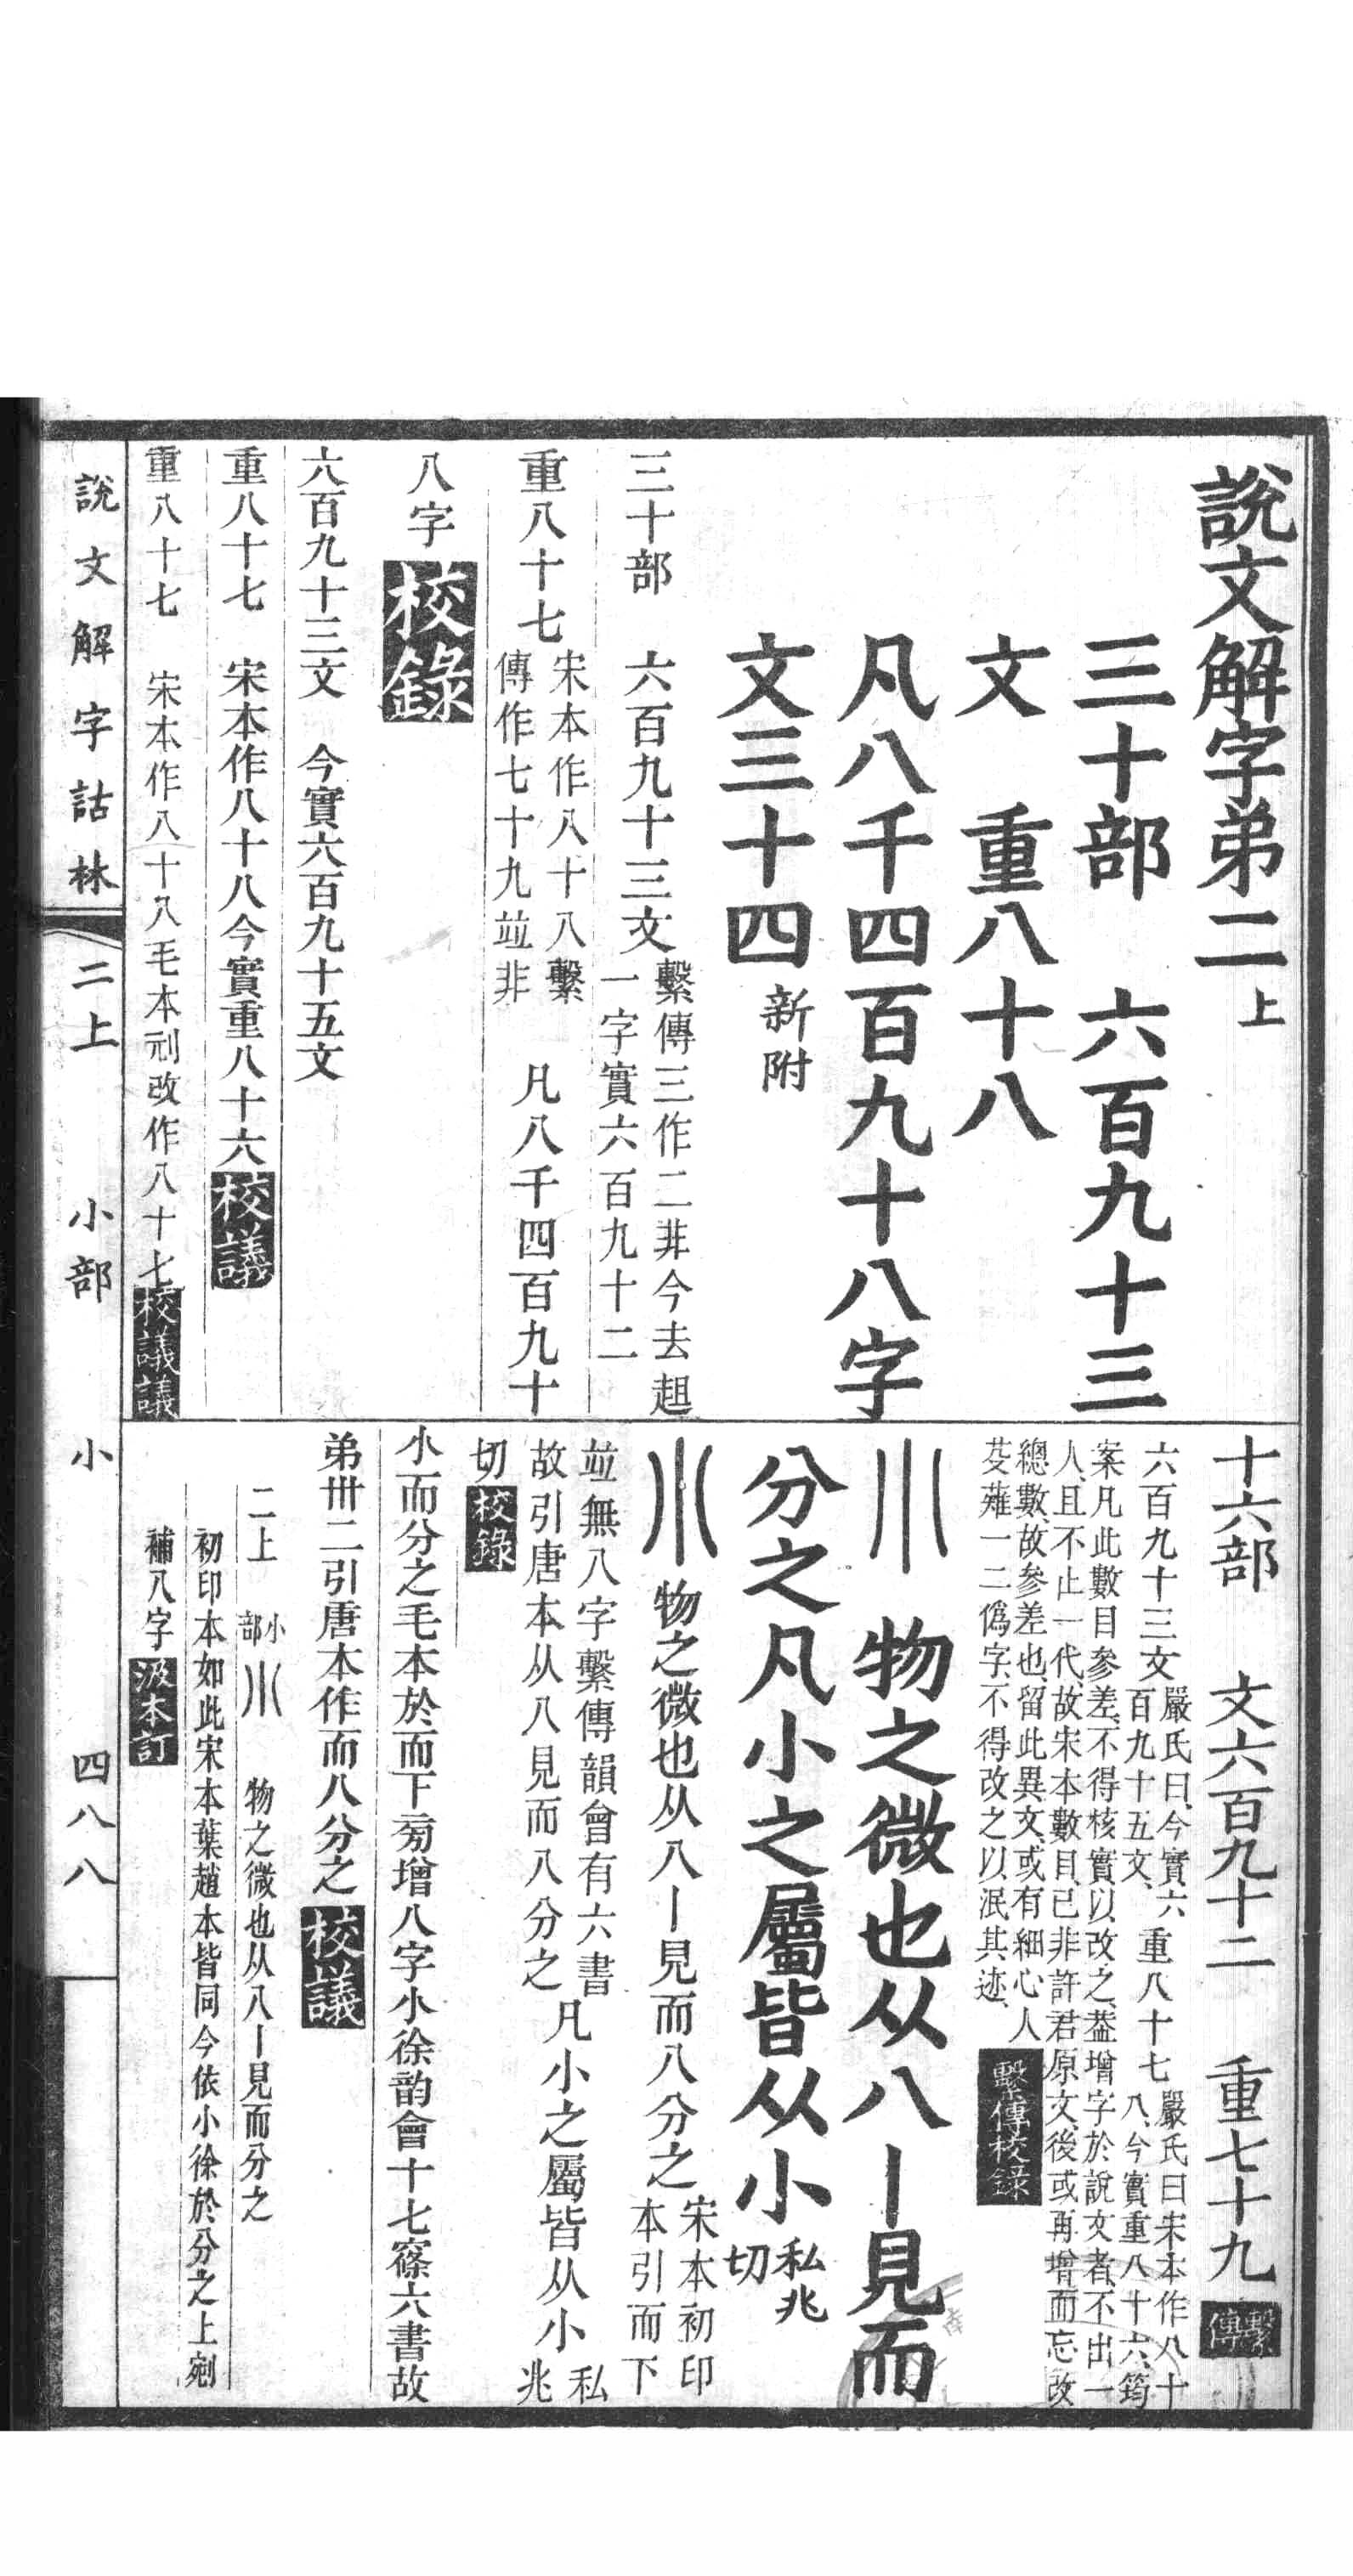 說文解字弟二上
三十部　六百九十三
文　重八十八
凡八千四百九十八字
文三十四新附
三十部　六百九十三文繫傳三作二非今去趄
一字實六百九十二
重八十七宋本作八十八繫
傳作七十九並非　凡八千四百九十
八字校錄
六百九十三文　今實六百九十五文
重八十七　宋本作八十八今實重八十六校議
重八十七　宋本作八十八毛本刓改作八十七校議議
十六部　文六百九十二　重七十九繫傳
六百九十三文嚴氏曰今實六
百九十五文、重八十七嚴氏曰宋本作八十
八、今實重八十六、筠
案凡此數目參差、不得核實以改之、葢增字於說文者、不出一
人、且不止一代、故宋本數目、已非許君原文、後或再增而忘改
總數、故參差也、留此異文、或有細心人
芟薙一二僞字、不得改之以泯其迹、繫傳校錄
物之微也从八丨見而
分之凡小之屬皆从小私兆
切
物之微也从八丨見而八分之宋本初印
本引而下
並無八字繫傳韻會有六書
故引唐本从八見而八分之凡小之屬皆从小私
兆
切校錄
小而分之毛本於而下㫄增八字小徐韵會十七篠六書故
弟卅二引唐本作而八分之校議
二上　小部　物之微也从八丨見而分之
初印本如此宋本葉趙本皆同今依小徐於分之上剜
補八字汲本訂
說文解字詁林　二上　小部　小　四八八